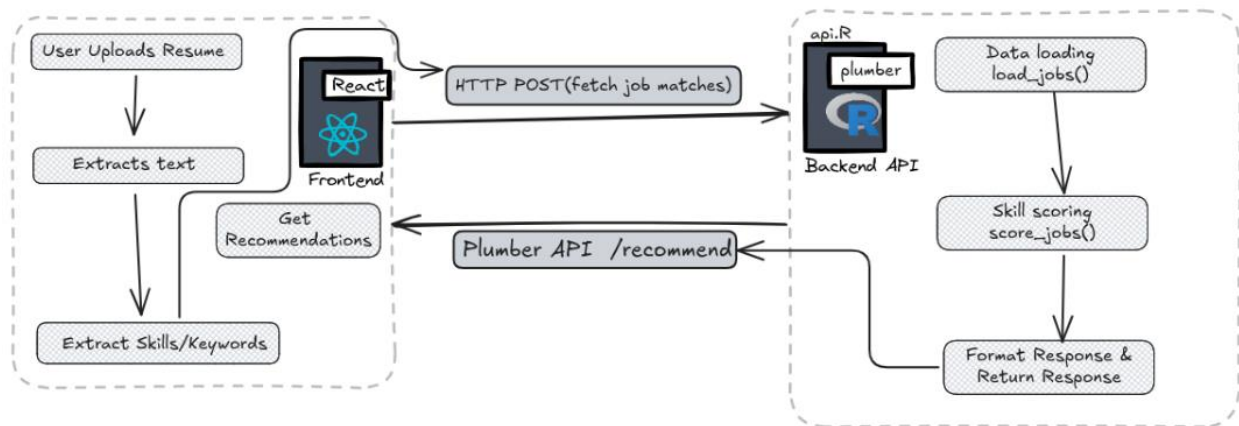 User Uploads Resume
Extracts text
Extract Skills/Keywords
React
Frontend
Get
Recommendations
HTTP POST(fetch job matches)
Plumber API /recommend
api.R
plumber
R
Backend API
Data loading
load_jobs()
Skill scoring
score_jobs()
Format Response &
Return Response